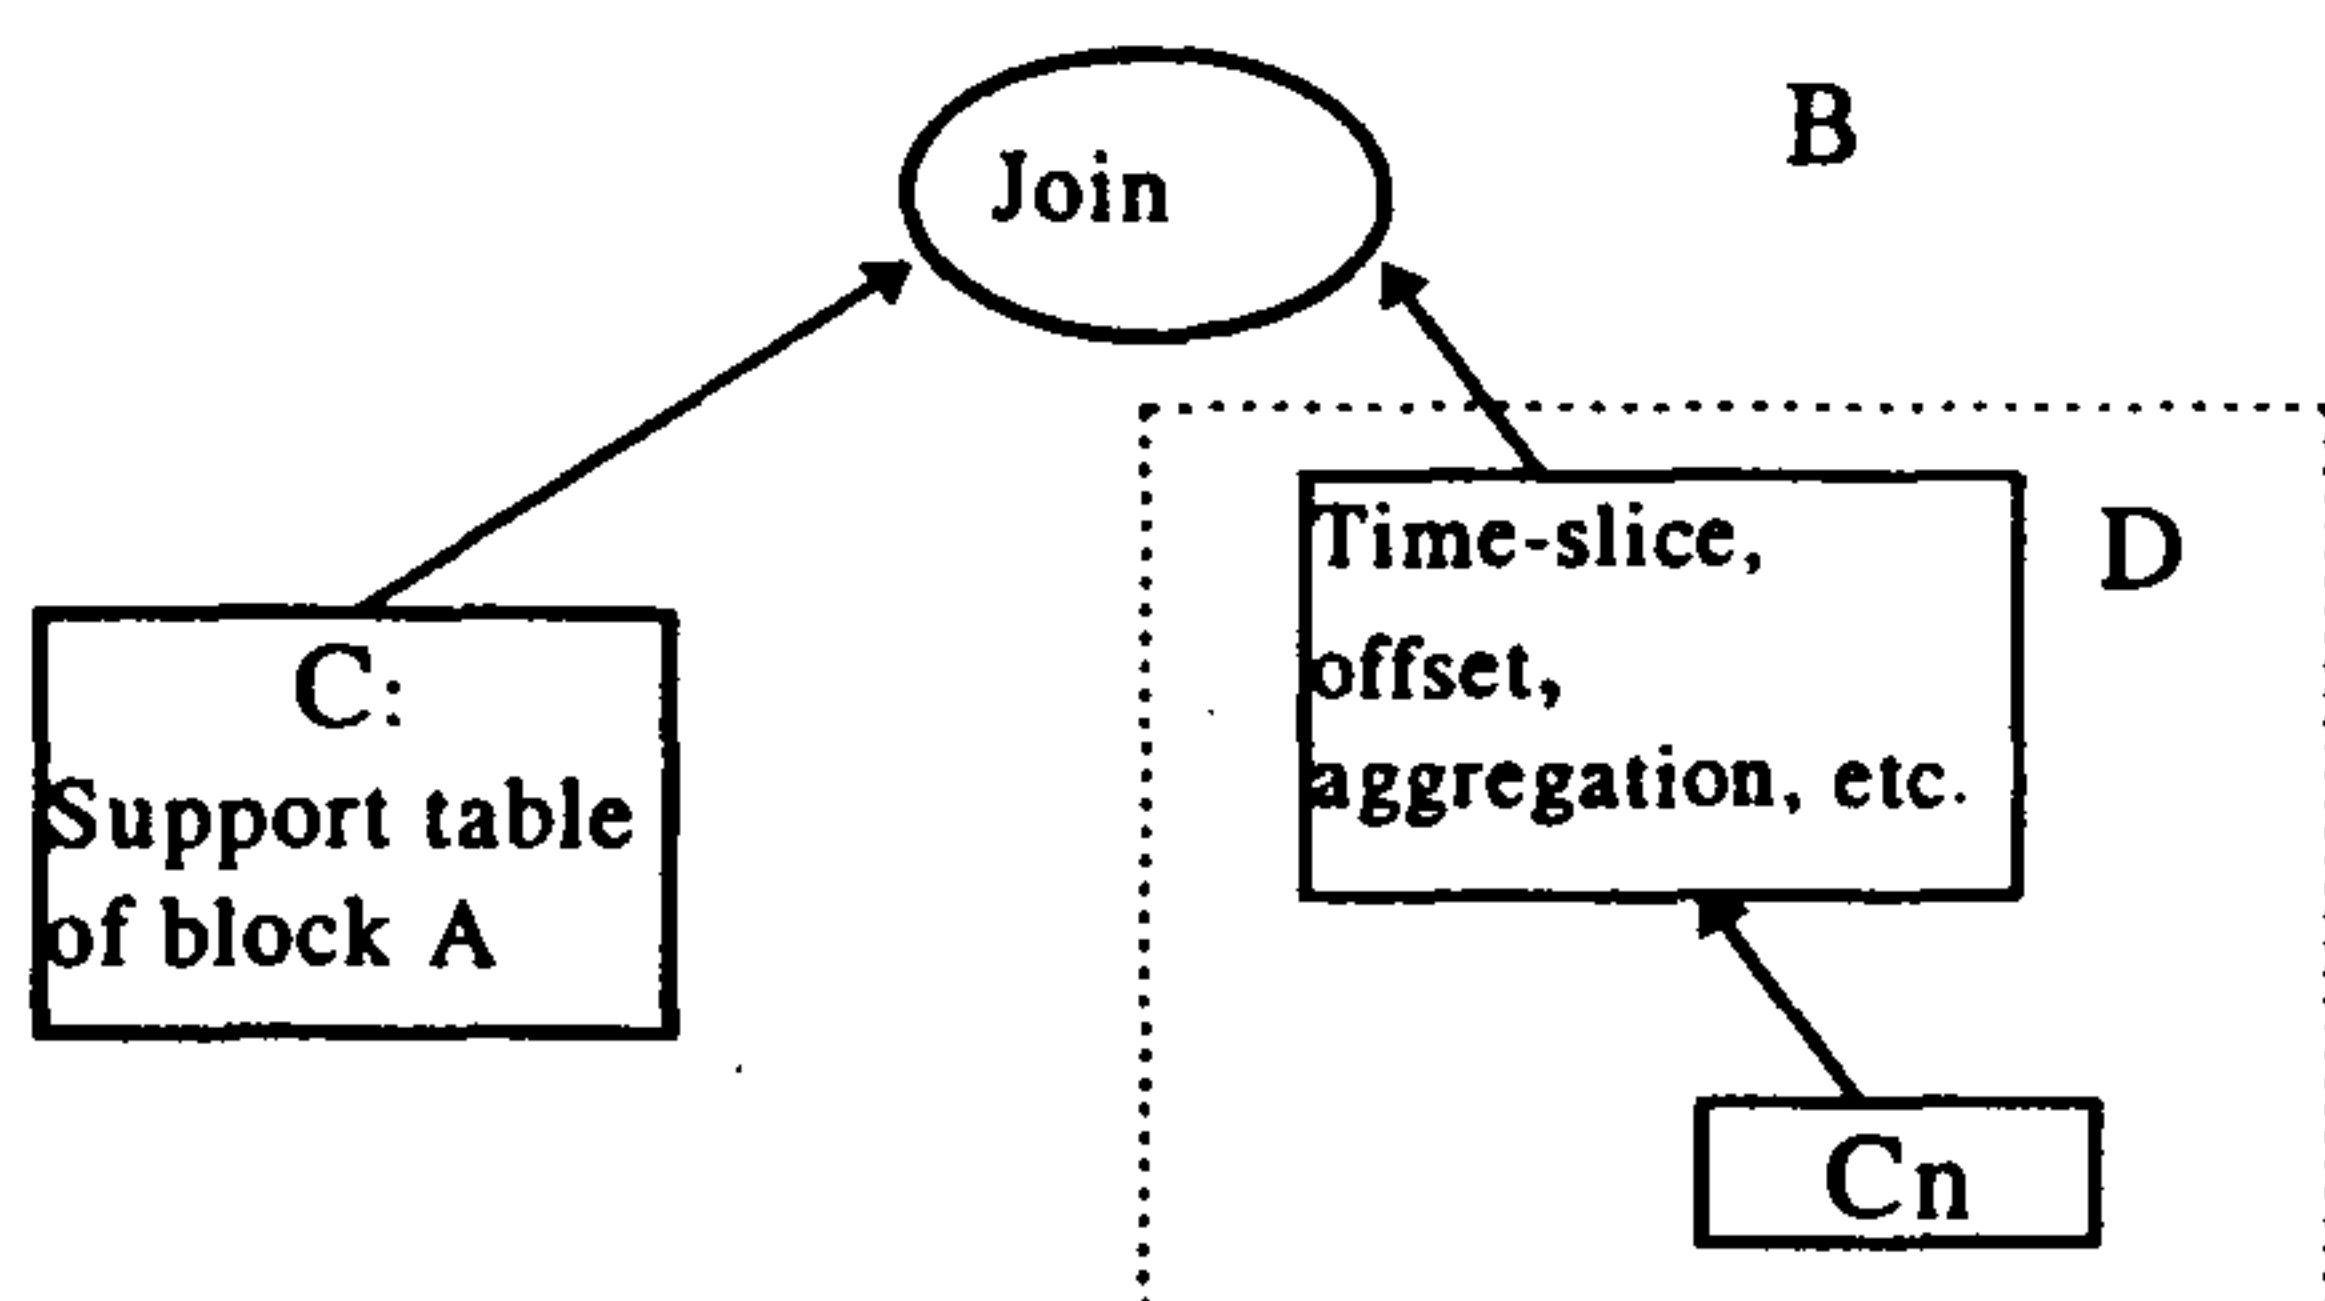 Join
B
Time-slice,
offset,
aggregation, etc.
D
C:
Support table
of block A
Cn